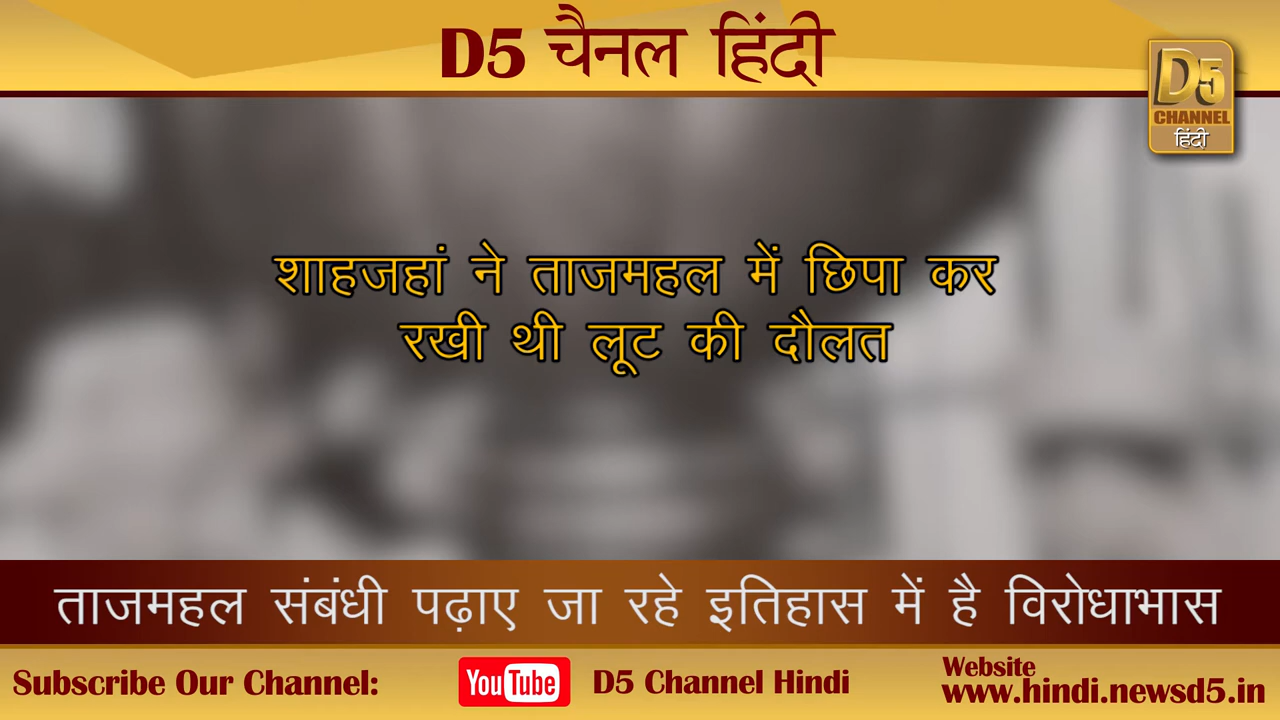 D5 चैनल हिंदी
D5
CHANNEL
हिंदी
शाहजहां ने ताजमहल में छिपा कर
रखी थी लूट की दौलत
ताजमहल संबंधी पढ़ाए जा रहे इतिहास में है विरोधाभास
Subscribe Our Channel:
YouTube
D5 Channel Hindi
Website
www.hindi.newsd5.in